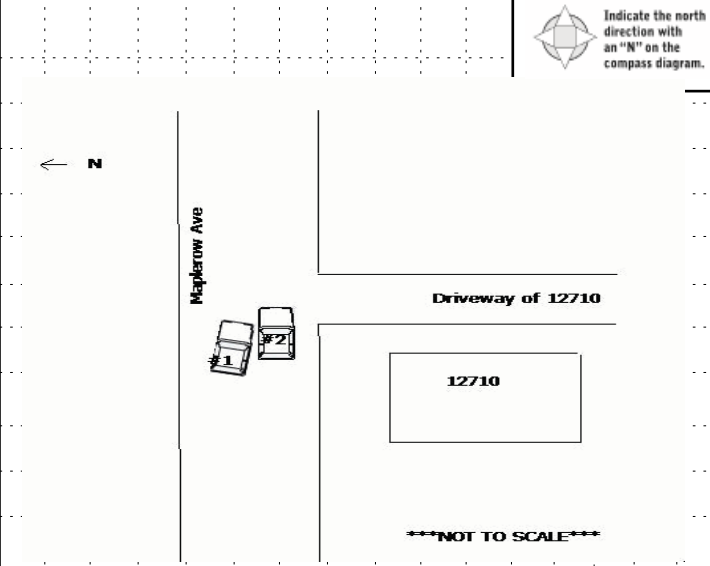 Indicate the north
direction with
an "N" on the
compass diagram.
N
Maplerow Ave
Driveway of 12710
#2
#1
12710
***NOT TO SCALE***